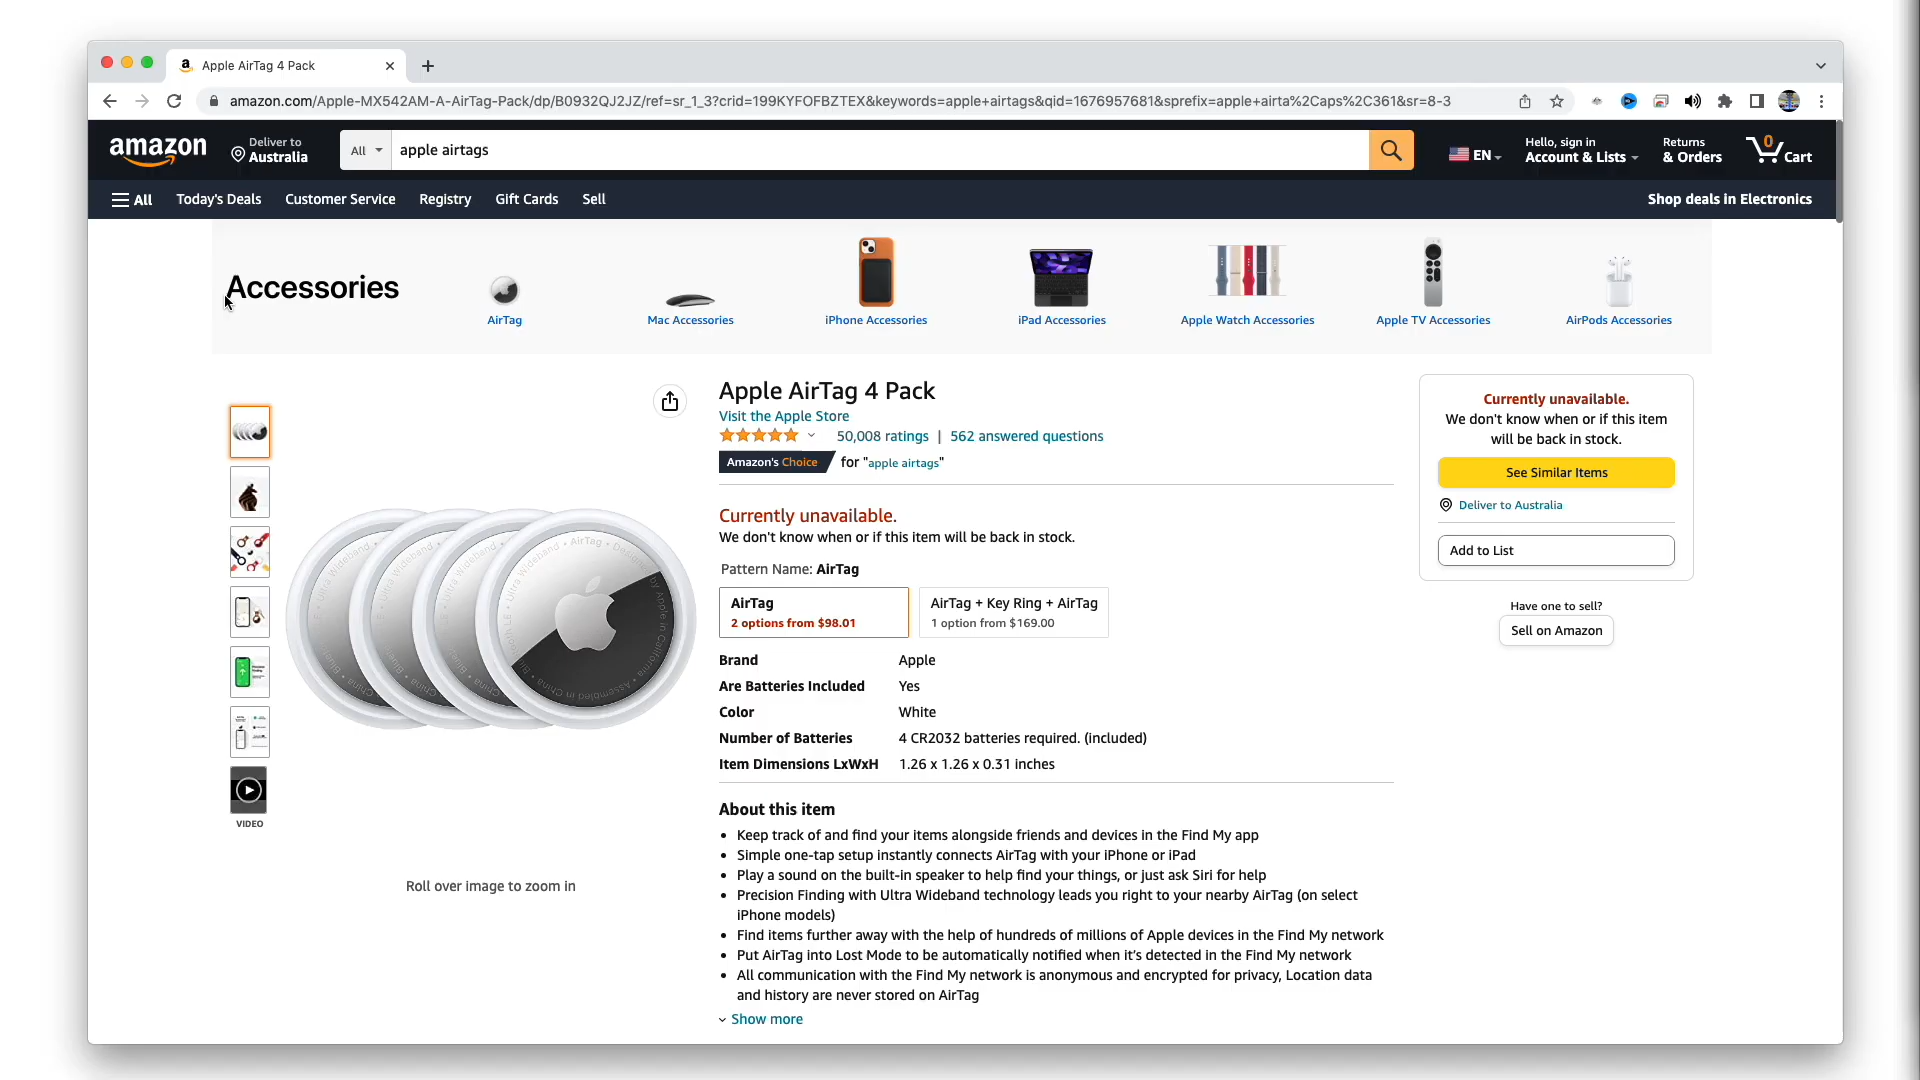 Apple AirTag 4 Pack
amazon.com/Apple-MX542AM-A-AirTag-Pack/dp/B0932QJ2JZ/ref=sr_1_3?crid=199KYFOFBZTEX&keywords=apple+airtags&qid=1676957681&sprefix=apple+airta%2Caps%2C361&sr=8-3
amazon
Deliver to
Australia
All
apple airtags
EN
Hello, sign in
Account & Lists
Returns
& Orders
0
Cart
All
Today's Deals
Customer Service
Registry
Gift Cards
Sell
Shop deals in Electronics
Accessories
AirTag
Mac Accessories
iPhone Accessories
iPad Accessories
Apple Watch Accessories
Apple TV Accessories
AirPods Accessories
VIDEO
Roll over image to zoom in
Apple AirTag 4 Pack
Visit the Apple Store
50,008 ratings | 562 answered questions
Amazon's Choice for "apple airtags"
Currently unavailable.
We don't know when or if this item will be back in stock.
Pattern Name: AirTag
AirTag
2 options from $98.01
AirTag + Key Ring + AirTag
1 option from $169.00
Brand Apple
Are Batteries Included Yes
Color White
Number of Batteries 4 CR2032 batteries required. (included)
Item Dimensions LxWxH 1.26 x 1.26 x 0.31 inches
About this item
• Keep track of and find your items alongside friends and devices in the Find My app
• Simple one-tap setup instantly connects AirTag with your iPhone or iPad
• Play a sound on the built-in speaker to help find your things, or just ask Siri for help
• Precision Finding with Ultra Wideband technology leads you right to your nearby AirTag (on select
iPhone models)
• Find items further away with the help of hundreds of millions of Apple devices in the Find My network
• Put AirTag into Lost Mode to be automatically notified when it's detected in the Find My network
• All communication with the Find My network is anonymous and encrypted for privacy, Location data
and history are never stored on AirTag
Show more
Currently unavailable.
We don't know when or if this item
will be back in stock.
See Similar Items
Deliver to Australia
Add to List
Have one to sell?
Sell on Amazon